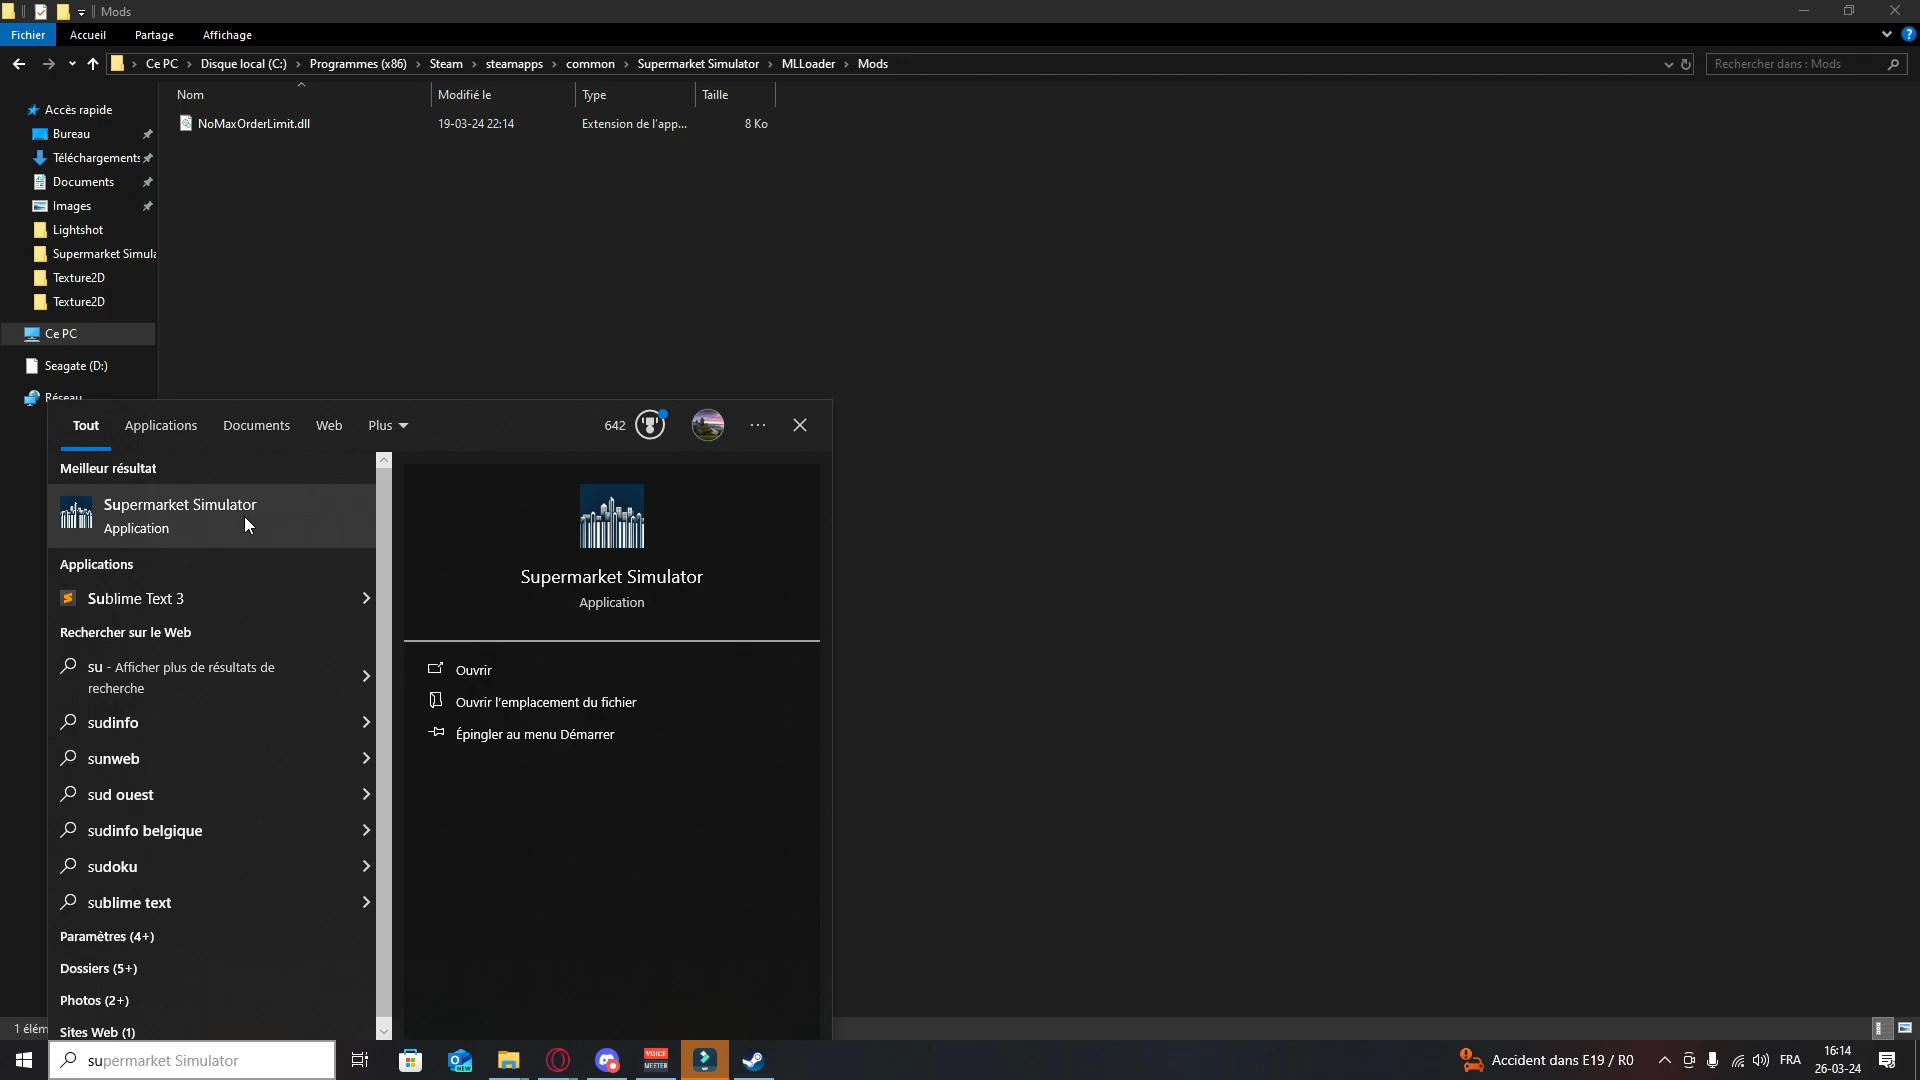 Mods
Fichier Accueil Partage Affichage
Ce PC Disque local (C:) Programmes (x86) Steam steamapps common Supermarket Simulator MLLoader Mods
Rechercher dans : Mods
Nom Modifié le Type Taille
NoMaxOrderLimit.dll 19-03-24 22:14 Extension de l'app... 8 Ko
Accès rapide
Bureau
Téléchargements
Documents
Images
Lightshot
Supermarket Simula
Texture2D
Texture2D
Ce PC
Seagate (D:)
Réseau
Tout Applications Documents Web Plus 642
Meilleur résultat
Supermarket Simulator
Application
Applications
Sublime Text 3
Rechercher sur le Web
su - Afficher plus de résultats de
recherche
sudinfo
sunweb
sud ouest
sudinfo belgique
sudoku
sublime text
Paramètres (4+)
Dossiers (5+)
Photos (2+)
Sites Web (1)
Supermarket Simulator
Application
Ouvrir
Ouvrir l'emplacement du fichier
Épingler au menu Démarrer
1 élém
supermarket Simulator
NEW
VOICE
MEETER
Accident dans E19 / R0
FRA
16:14
26-03-24